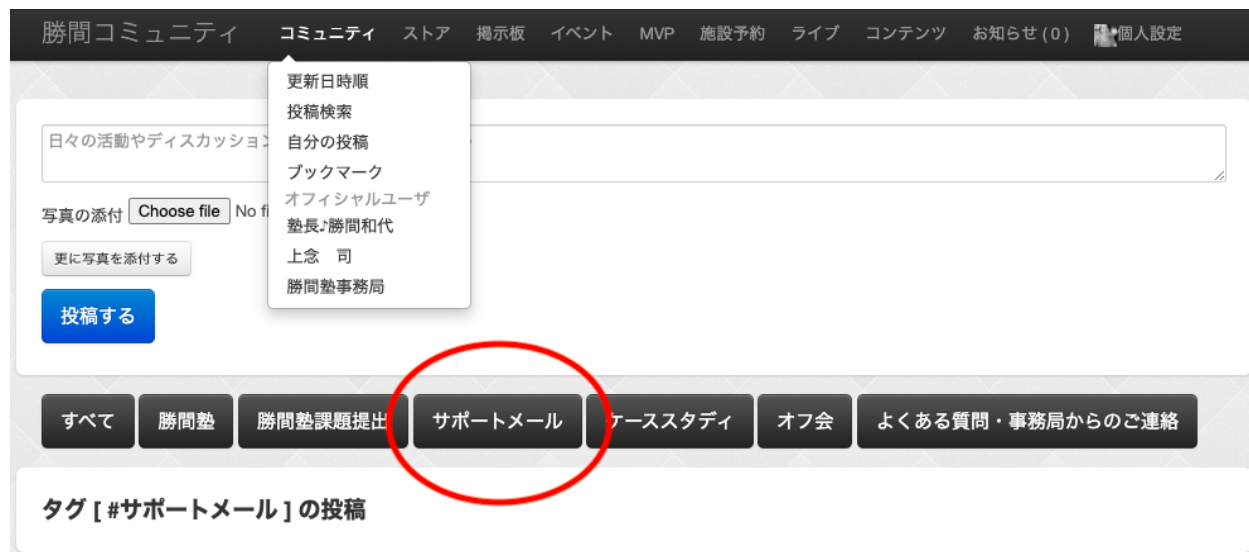 勝間コミュニティ コミュニティ ストア 掲示板 イベント MVP 施設予約 ライブ コンテンツ お知らせ (0) 個人設定
更新日時順
投稿検索
自分の投稿
ブックマーク
オフィシャルユーザ
塾長♪勝間和代
上念 司
勝間塾事務局
日々の活動やディスカッション
写真の添付 Choose file No fi
更に写真を添付する
投稿する
すべて 勝間塾 勝間塾課題提出 サポートメール ケーススタディ オフ会 よくある質問・事務局からのご連絡
タグ [ #サポートメール ] の投稿